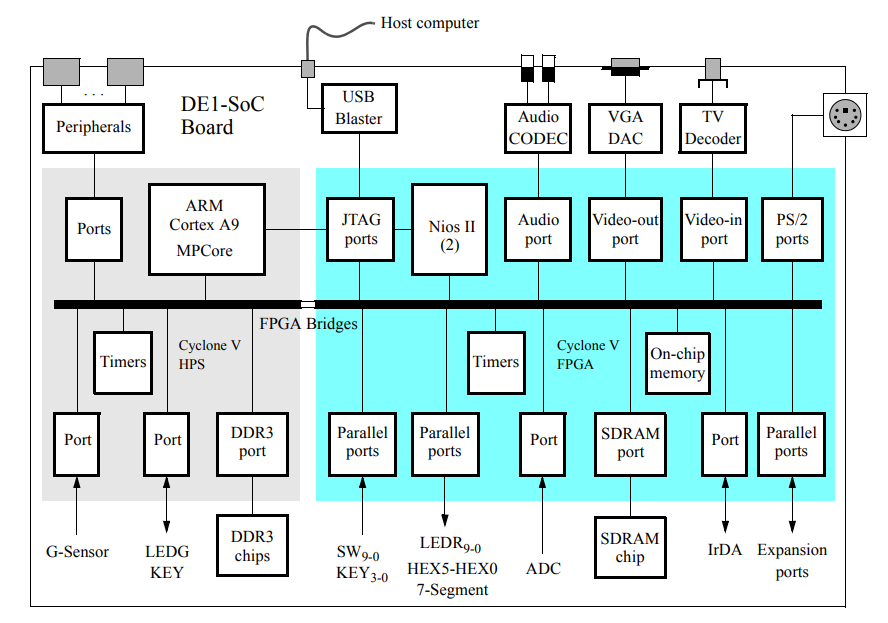 Host computer
DE1-SoC
Board
. . .
Peripherals
USB
Blaster
Audio
CODEC
VGA
DAC
TV
Decoder
Ports
ARM
Cortex A9
MPCore
JTAG
ports
Nios II
(2)
Audio
port
Video-out
port
Video-in
port
PS/2
ports
FPGA Bridges
Timers
Cyclone V
HPS
Timers
Cyclone V
FPGA
On-chip
memory
Port
Port
DDR3
port
Parallel
ports
Parallel
ports
Port
SDRAM
port
Port
Parallel
ports
G-Sensor
LEDG
KEY
DDR3
chips
SW9-0
KEY3-0
LEDR9-0
HEX5-HEX0
7-Segment
ADC
SDRAM
chip
IrDA
Expansion
ports